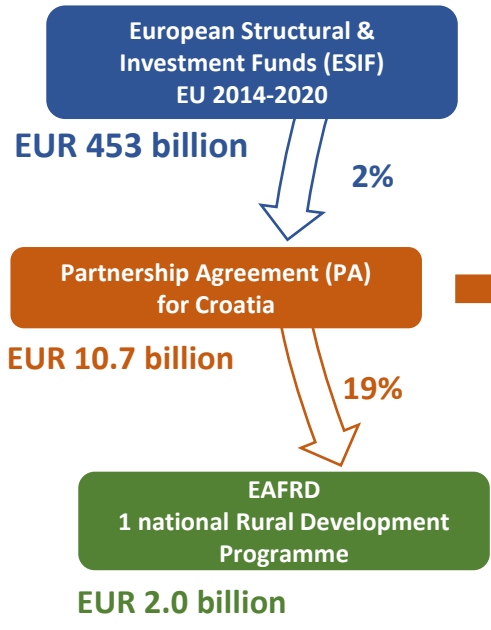 European Structural &
Investment Funds (ESIF)
EU 2014-2020
EUR 453 billion
2%
Partnership Agreement (PA)
for Croatia
EUR 10.7 billion
19%
EAFRD
1 national Rural Development
Programme
EUR 2.0 billion